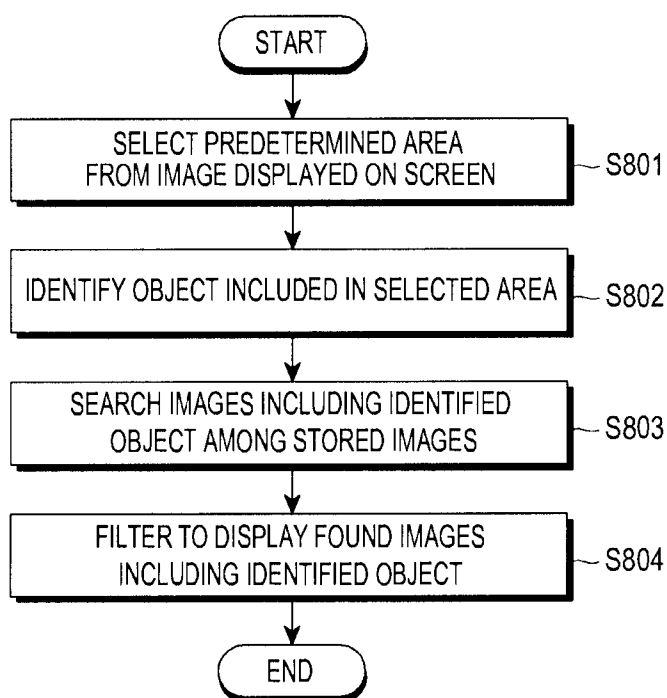 START
SELECT PREDETERMINED AREA
FROM IMAGE DISPLAYED ON SCREEN
S801
IDENTIFY OBJECT INCLUDED IN SELECTED AREA
S802
SEARCH IMAGES INCLUDING IDENTIFIED
OBJECT AMONG STORED IMAGES
S803
FILTER TO DISPLAY FOUND IMAGES
INCLUDING IDENTIFIED OBJECT
S804
END